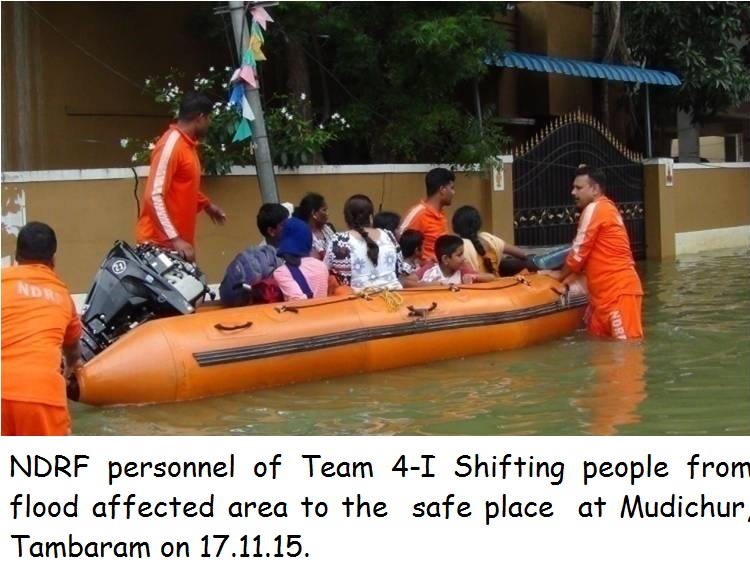 NDRF
NDRF
NDRF personnel of Team 4-I Shifting people from
flood affected area to the safe place at Mudichur,
Tambaram on 17.11.15.